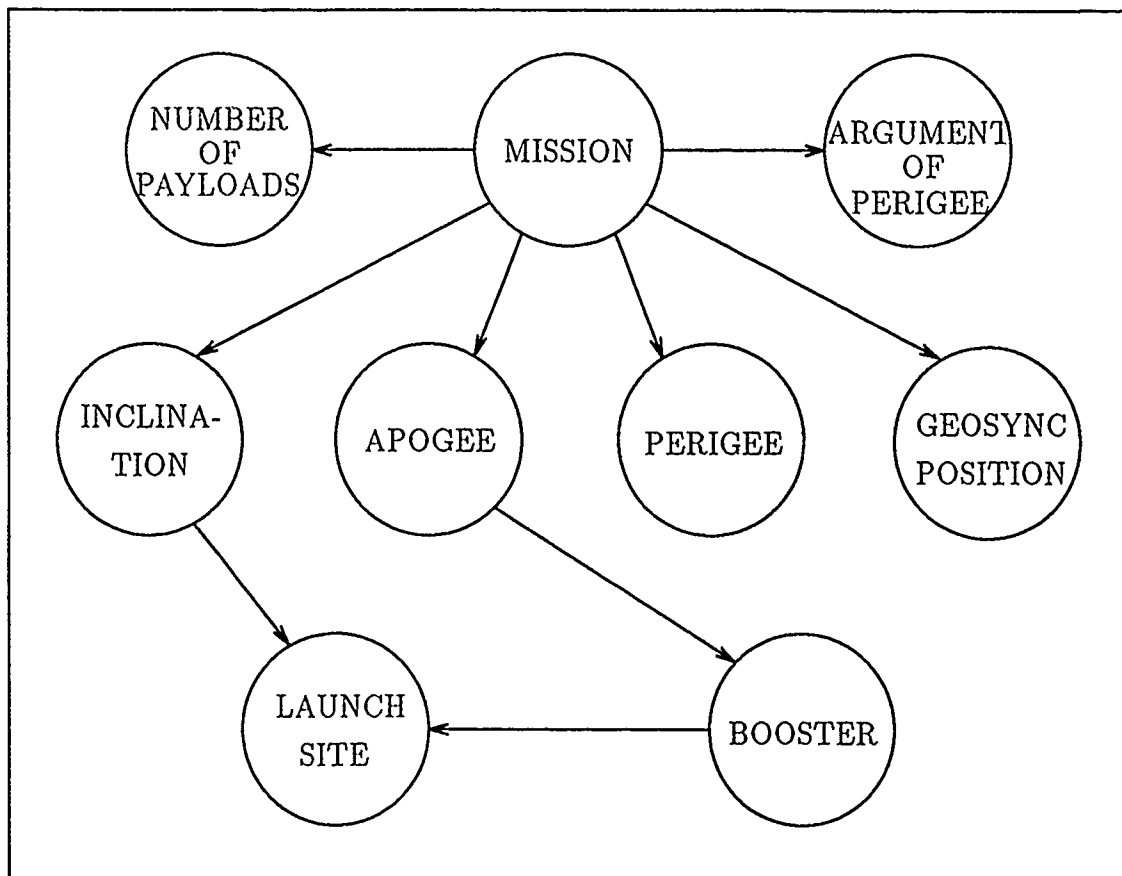 NUMBER
OF
PAYLOADS
MISSION
ARGUMENT
OF
PERIGEE
INCLINA-
TION
APOGEE
PERIGEE
GEOSYNC
POSITION
LAUNCH
SITE
BOOSTER